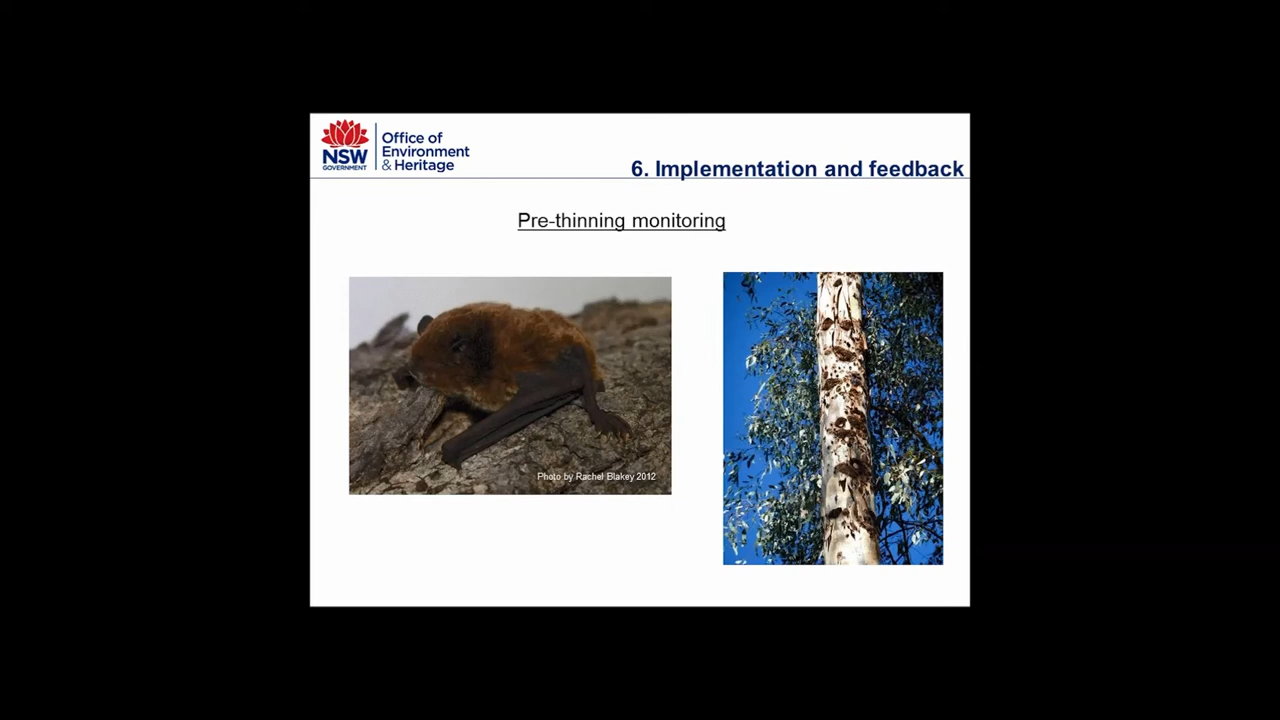 NSW
GOVERNMENT
Office of
Environment
& Heritage
6. Implementation and feedback
Pre-thinning monitoring
Photo by Rachel Blakey 2012